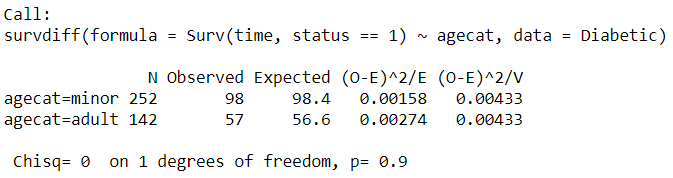 Call:
survdiff(formula = Surv(time, status == 1) ~ agecat, data = Diabetic)
N Observed Expected (O-E)^2/E (O-E)^2/V
agecat=minor 252 98 98.4 0.00158 0.00433
agecat=adult 142 57 56.6 0.00274 0.00433
Chisq= 0 on 1 degrees of freedom, p= 0.9